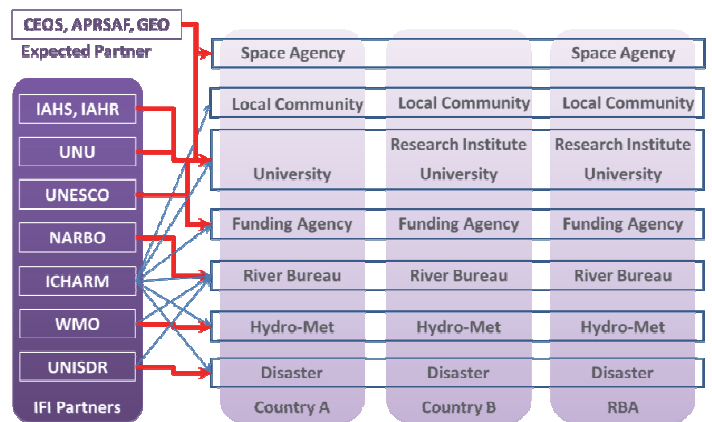 CEOS, APRSAF, GEO
Expected Partner
IAHS, IAHR
UNU
UNESCO
NARBO
ICHARM
WMO
UNISDR
IFI Partners
Space Agency
Space Agency
Local Community
Local Community
Local Community
Research Institute
Research Institute
University
University
University
Funding Agency
Funding Agency
Funding Agency
River Bureau
River Bureau
River Bureau
Hydro-Met
Hydro-Met
Hydro-Met
Disaster
Disaster
Disaster
Country A
Country B
RBA